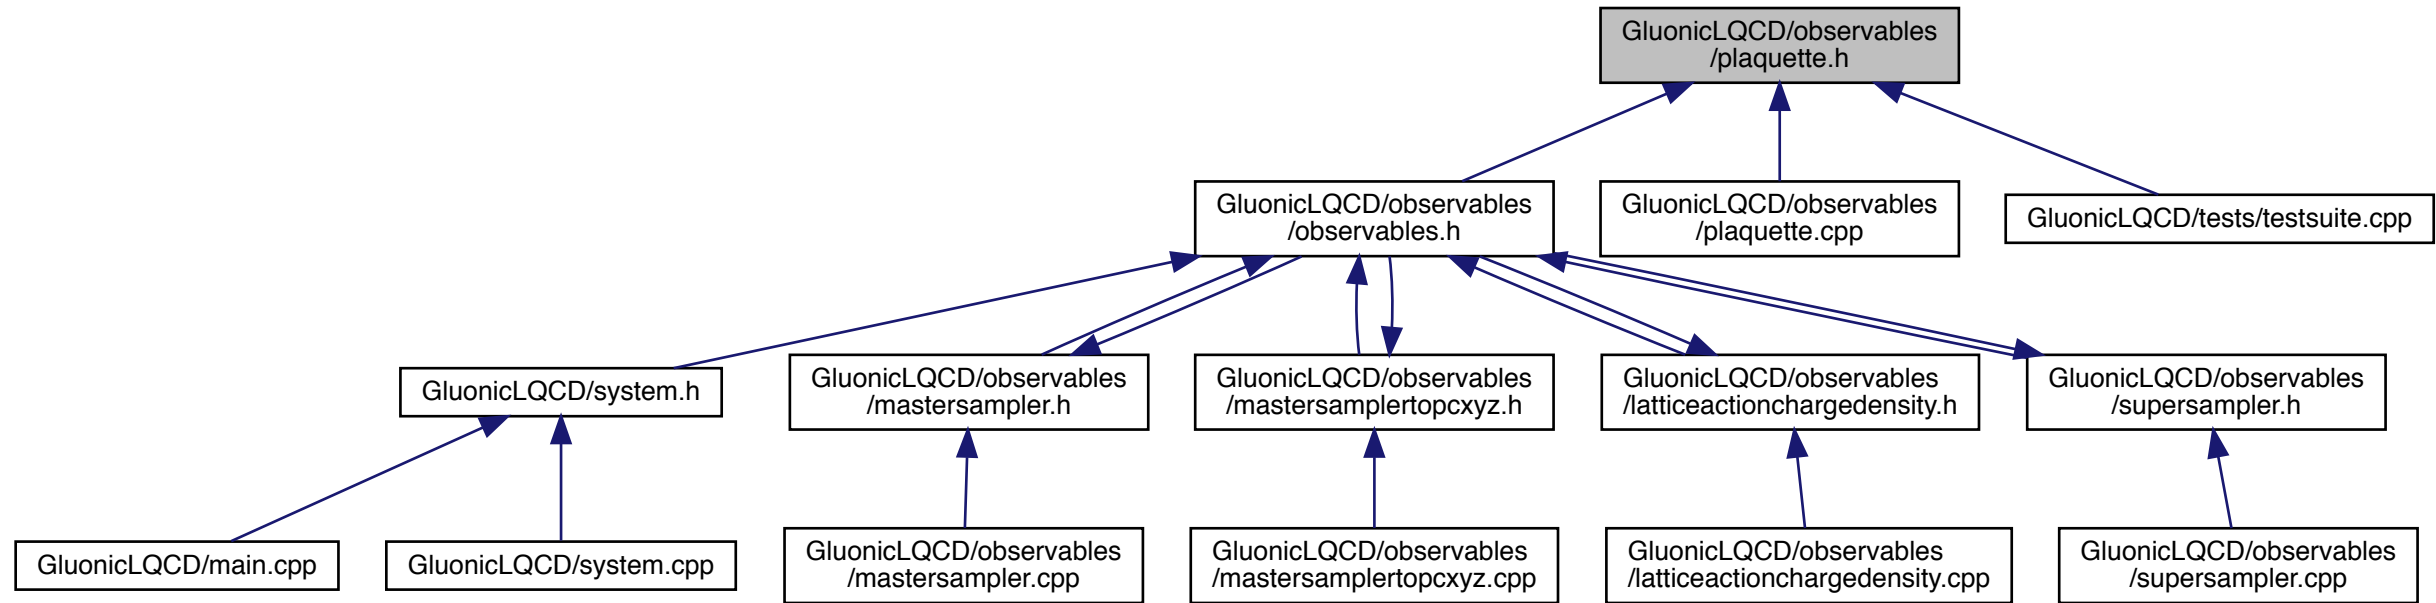 GluonicLQCD/observables
/plaquette.h
GluonicLQCD/observables
/observables.h
GluonicLQCD/observables
/plaquette.cpp
GluonicLQCD/tests/testsuite.cpp
GluonicLQCD/system.h
GluonicLQCD/observables
/mastersampler.h
GluonicLQCD/observables
/mastersamplertopcxyz.h
GluonicLQCD/observables
/latticeactionchargedensity.h
GluonicLQCD/observables
/supersampler.h
GluonicLQCD/main.cpp
GluonicLQCD/system.cpp
GluonicLQCD/observables
/mastersampler.cpp
GluonicLQCD/observables
/mastersamplertopcxyz.cpp
GluonicLQCD/observables
/latticeactionchargedensity.cpp
GluonicLQCD/observables
/supersampler.cpp